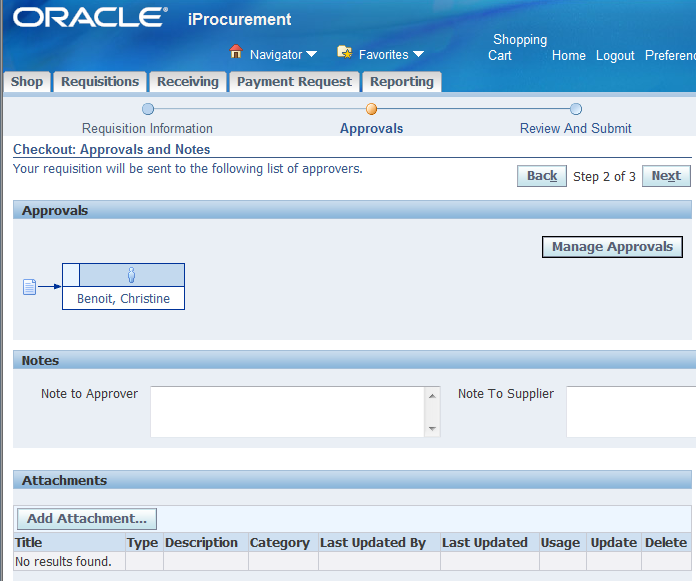 ORACLE® iProcurement
Navigator Favorites Shopping Cart Home Logout Preferenc
Shop Requisitions Receiving Payment Request Reporting
Requisition Information Approvals Review And Submit
Checkout: Approvals and Notes
Your requisition will be sent to the following list of approvers.
Back Step 2 of 3 Next
Approvals
Manage Approvals
Benoit, Christine
Notes
Note to Approver Note To Supplier
Attachments
Add Attachment...
Title Type Description Category Last Updated By Last Updated Usage Update Delete
No results found.